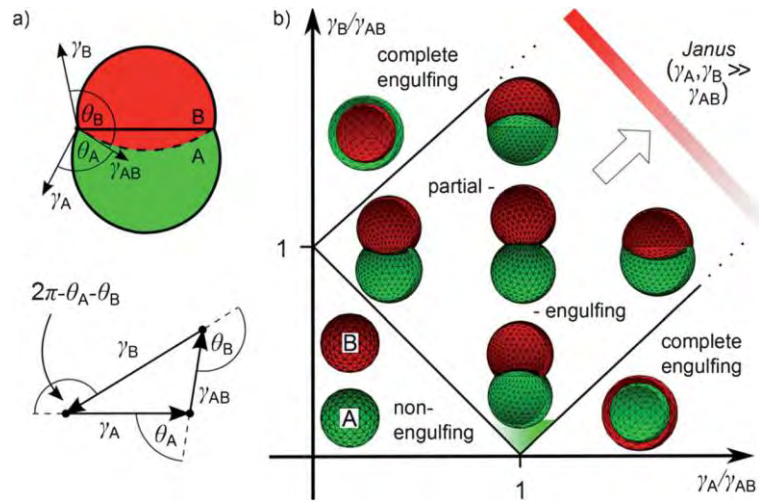 a)
γB
θB
B
θA
A
γAB
γA
2π-θA-θB
γB
θB
γAB
γA
θA
b)
γB/γAB
complete
engulfing
Janus
(γA,γB ≫
γAB)
partial -
1
- engulfing
B
A
non-
engulfing
complete
engulfing
1
γA/γAB